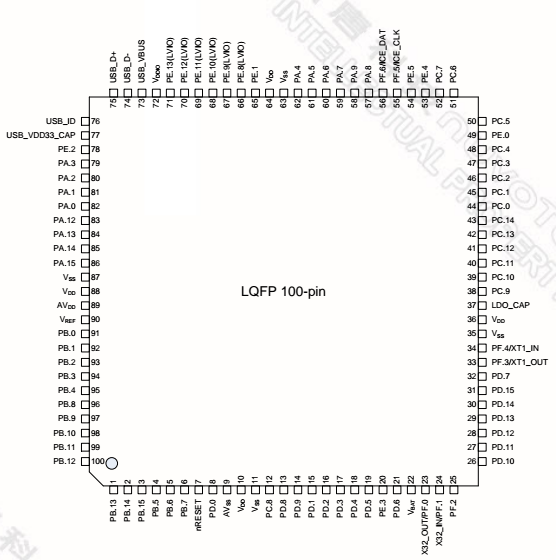 75 USB_D+
74 USB_D-
73 USB_VBUS
72 VDDIO
71 PE.13(LVIO)
70 PE.12(LVIO)
69 PE.11(LVIO)
68 PE.10(LVIO)
67 PE.9(LVIO)
66 PE.8(LVIO)
65 PE.1
64 VDD
63 VSS
62 PA.4
61 PA.5
60 PA.6
59 PA.7
58 PA.9
57 PA.8
56 PF.6/ICE_DAT
55 PF.5/ICE_CLK
54 PE.5
53 PE.4
52 PC.7
51 PC.6
USB_ID 76
USB_VDD33_CAP 77
PE.2 78
PA.3 79
PA.2 80
PA.1 81
PA.0 82
PA.12 83
PA.13 84
PA.14 85
PA.15 86
VSS 87
VDD 88
AVDD 89
VREF 90
PB.0 91
PB.1 92
PB.2 93
PB.3 94
PB.4 95
PB.8 96
PB.9 97
PB.10 98
PB.11 99
PB.12 100
LQFP 100-pin
50 PC.5
49 PE.0
48 PC.4
47 PC.3
46 PC.2
45 PC.1
44 PC.0
43 PC.14
42 PC.13
41 PC.12
40 PC.11
39 PC.10
38 PC.9
37 LDO_CAP
36 VDD
35 VSS
34 PF.4/XT1_IN
33 PF.3/XT1_OUT
32 PD.7
31 PD.15
30 PD.14
29 PD.13
28 PD.12
27 PD.11
26 PD.10
PB.13 1
PB.14 2
PB.15 3
PB.5 4
PB.6 5
PB.7 6
nRESET 7
PD.0 8
AVSS 9
VDD 10
VSS 11
PC.8 12
PD.8 13
PD.9 14
PD.1 15
PD.2 16
PD.3 17
PD.4 18
PD.5 19
PE.3 20
PD.6 21
VBAT 22
X32_OUT/PF.0 23
X32_IN/PF.1 24
PF.2 25